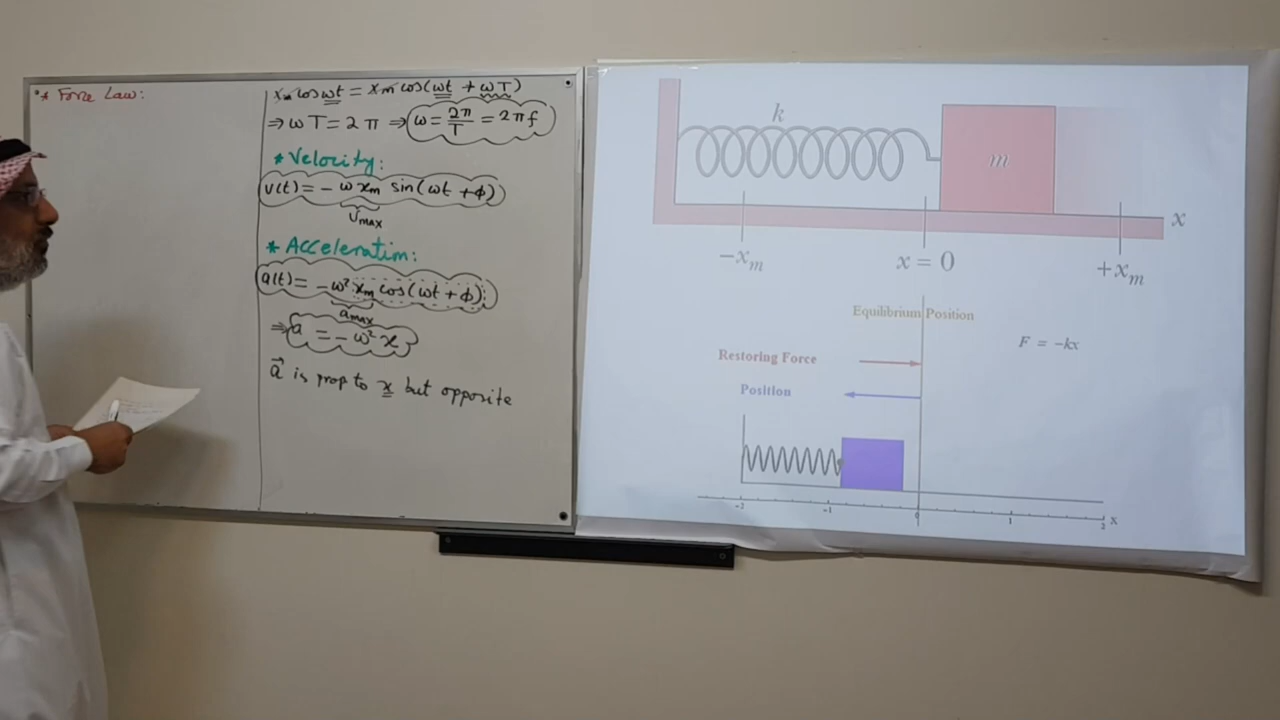 * Force Law:
xₘ cos ωt = xₘ cos(ωt + ωT)
⇒ ωT = 2π ⇒ ω = 2π/T = 2πf
* Velocity:
v(t) = - ω xₘ sin(ωt + ϕ)
Vmax
* Acceleratim:
a(t) = -ω² xₘ cos(ωt + ϕ)
amax
⇒ a = -ω² x
a⃗ is prop to x but opposite
k
m
x
-xₘ
x = 0
+xₘ
Equilibrium Position
F = -kx
Restoring Force
Position
-2 -1 0 1 2 x